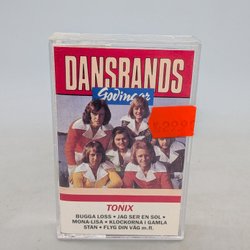 DANSBANDS
Godingar
TONIX
BUGGA LOSS • JAG SER EN SOL •
MONA-LISA • KLOCKORNA I GAMLA
STAN • FLYG DIN VÄG m.fl.